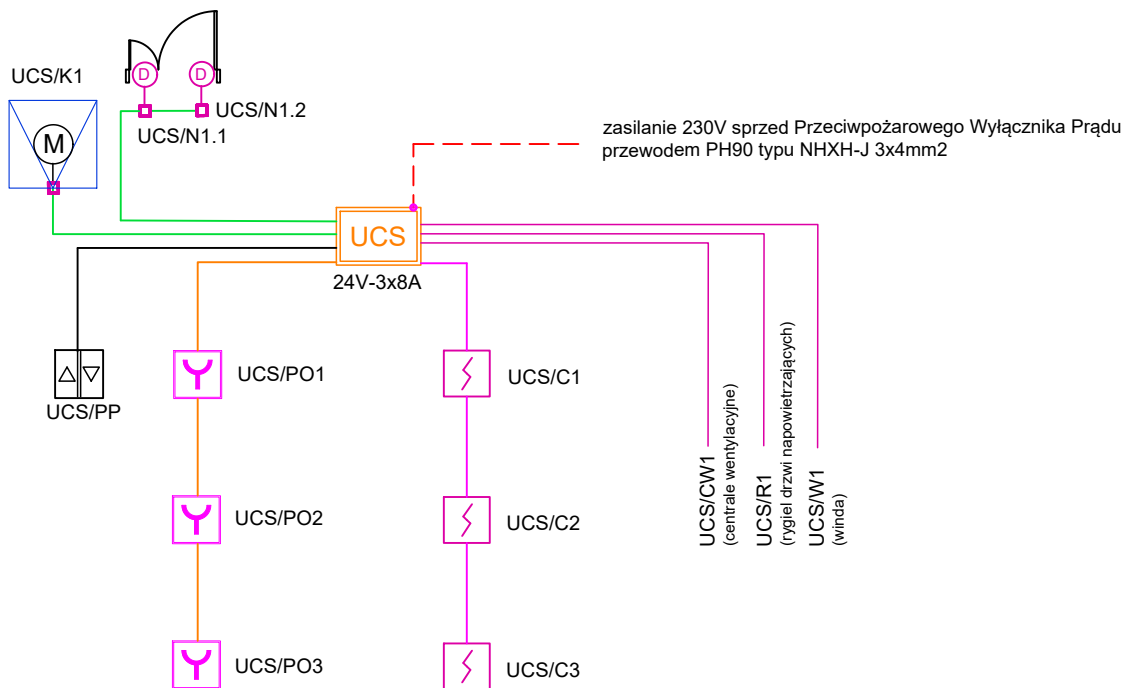 UCS/K1
D
D
UCS/N1.2
UCS/N1.1
M
zasilanie 230V sprzed Przeciwpożarowego Wyłącznika Prądu
przewodem PH90 typu NHXH-J 3x4mm2
UCS
24V-3x8A
UCS/PP
UCS/PO1
UCS/C1
UCS/PO2
UCS/C2
UCS/PO3
UCS/C3
UCS/CW1
(centrale wentylacyjne)
UCS/R1
(rygiel drzwi napowietrzających)
UCS/W1
(winda)